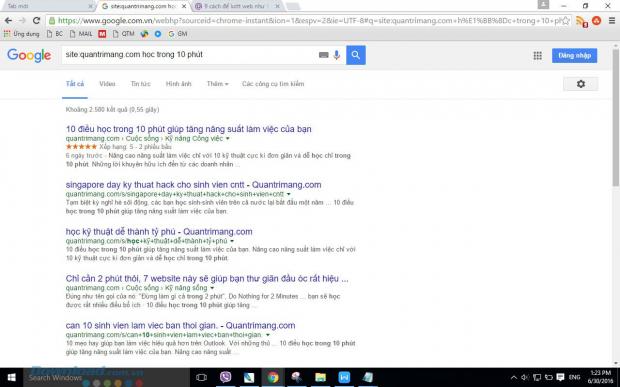 Tab mới
site:quantrimang.com học
9 cách để lướt web như
https://www.google.com.vn/webhp?sourceid=chrome-instant&ion=1&espv=2&ie=UTF-8#q=site:quantrimang.com+h%E1%BB%8Dc+trong+10+ph
Ứng dụng
BC
MAIL
QTM
GM
Google
site:quantrimang.com học trong 10 phút
Đăng nhập
Tất cả Video Tin tức Hình ảnh Thêm Các công cụ tìm kiếm
Khoảng 2.580 kết quả (0,55 giây)
10 điều học trong 10 phút giúp tăng năng suất làm việc của bạn
quantrimang.com › Cuộc sống › Kỹ năng Công việc
Xếp hạng: 5 - 2 phiếu bầu
6 ngày trước - Nâng cao năng suất làm việc chỉ với 10 kỹ thuật cực kì đơn giản và dễ học chỉ trong
10 phút. Những lời khuyên hữu ích đến từ các doanh nhân ...
singapore day ky thuat hack cho sinh viên cntt - Quantrimang.com
quantrimang.com/s/singapore+day+ky+thuat+hack+cho+sinh+viên+cntt
Tạm biệt kỳ nghỉ hè sôi động, các bạn học sinh-sinh viên trên cả nước lại bắt đầu một năm ... 10 điều
học trong 10 phút giúp tăng năng suất làm việc của bạn.
học kỹ thuật dễ thành tỷ phú - Quantrimang.com
quantrimang.com/s/học+kỹ+thuật+dễ+thành+tỷ+phú
10 điều học trong 10 phút giúp tăng năng suất làm việc của bạn. Nâng cao năng suất làm việc chỉ với
10 kỹ thuật cực kì đơn giản và dễ học chỉ trong 10 phút.
Chỉ cần 2 phút thôi, 7 website này sẽ giúp bạn thư giãn đầu óc rất hiệu ...
quantrimang.com › Cuộc sống › Kỹ năng sống
Đúng như tên gọi của nó: "Đừng làm gì cả trong 2 phút", Do Nothing for 2 Minutes ... bạn sẽ học
được rất nhiều điều bổ ích · 10 điều học trong 10 phút giúp tăng ...
can 10 sinh vien lam viec ban thoi gian. - Quantrimang.com
quantrimang.com/s/can+10+sinh+vien+lam+viec+ban+thoi+gian.
10 mẹo hay giúp bạn làm việc hiệu quả hơn trên Outlook. Với những thủ ... 10 điều học trong 10 phút
giúp tăng năng suất làm việc của bạn. Nâng cao năng suất ...
Search Windows
ENG
1:23 PM
6/30/2016